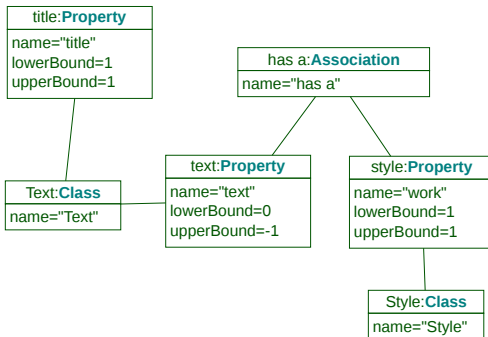 title:Property
name="title"
lowerBound=1
upperBound=1
has a:Association
name="has a"
text:Property
name="text"
lowerBound=0
upperBound=-1
style:Property
name="work"
lowerBound=1
upperBound=1
Text:Class
name="Text"
Style:Class
name="Style"